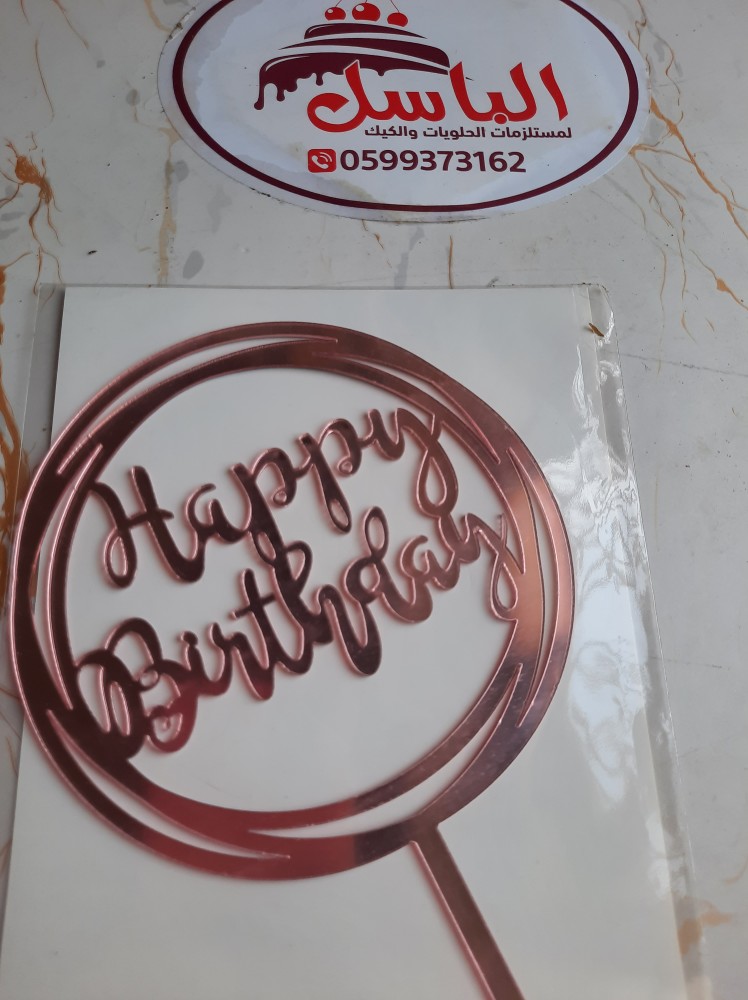 الباسل
لمستلزمات الحلويات والكيك
0599373162
Happy
Birthday